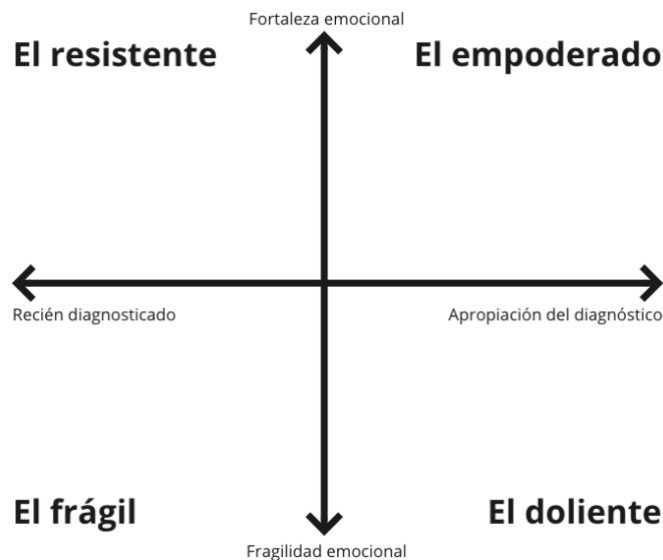 Fortaleza emocional
El resistente
El empoderado
Recién diagnosticado
Apropiación del diagnóstico
El frágil
El doliente
Fragilidad emocional